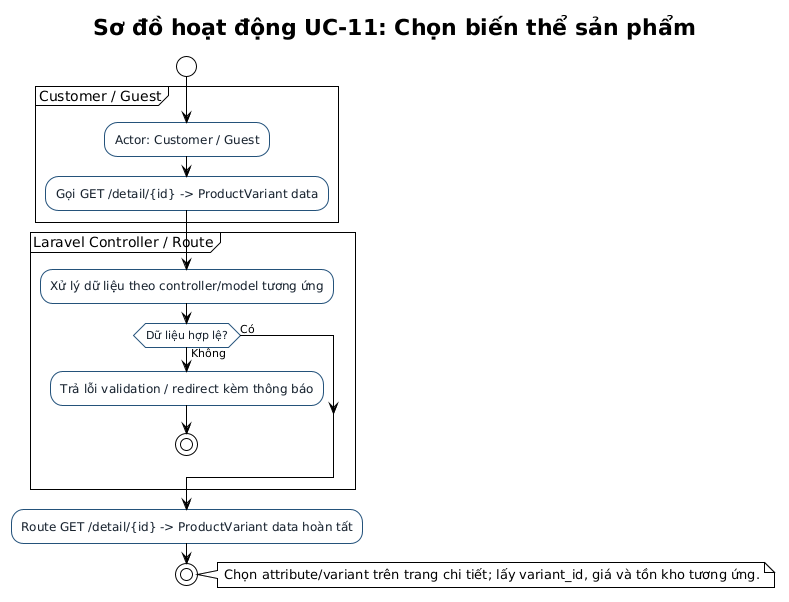 Sơ đồ hoạt động UC-11: Chọn biến thể sản phẩm
Customer / Guest
Actor: Customer / Guest
Gọi GET /detail/{id} -> ProductVariant data
Laravel Controller / Route
Xử lý dữ liệu theo controller/model tương ứng
Dữ liệu hợp lệ?
Có
Không
Trả lỗi validation / redirect kèm thông báo
Route GET /detail/{id} -> ProductVariant data hoàn tất
Chọn attribute/variant trên trang chi tiết; lấy variant_id, giá và tồn kho tương ứng.